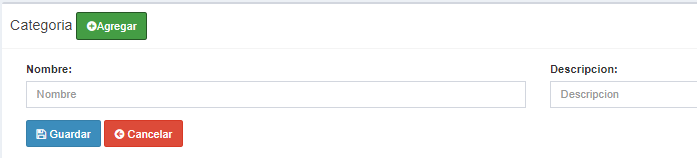 Categoria Agregar
Nombre: Descripcion:
Nombre Descripcion
Guardar Cancelar